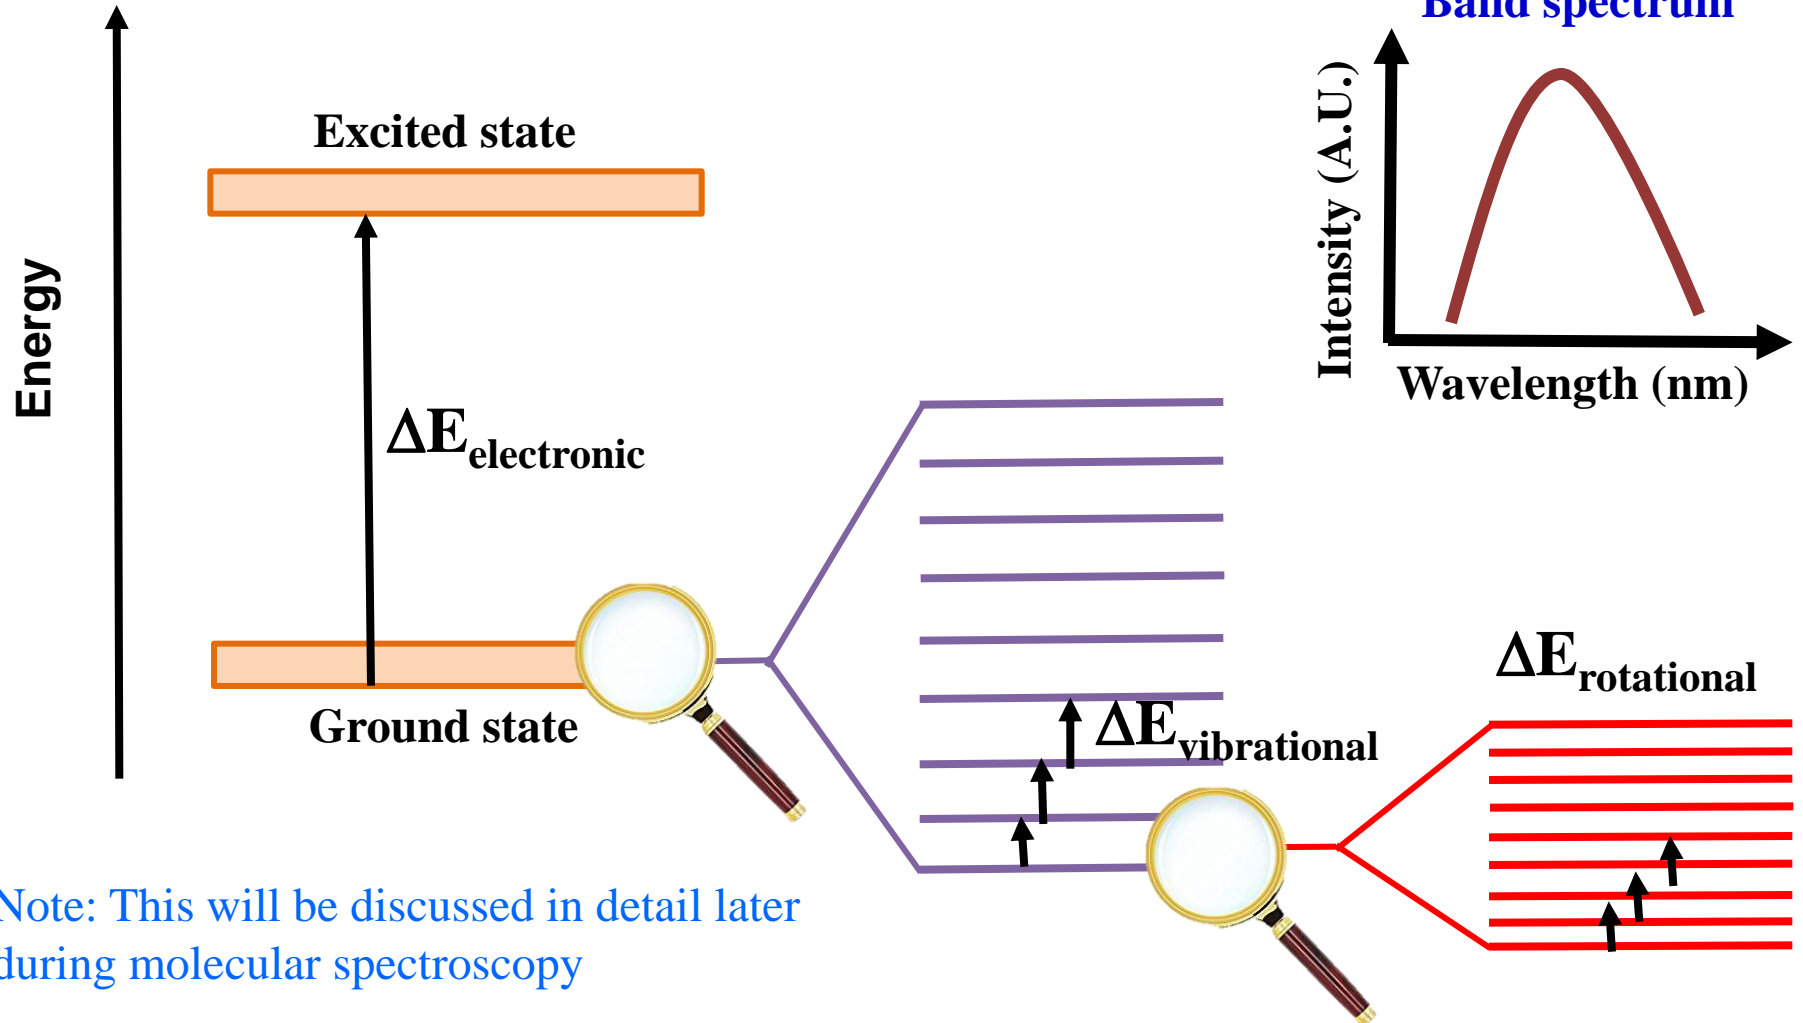 Band spectrum
Excited state
Intensity (A.U.)
Wavelength (nm)
Energy
ΔEelectronic
Ground state
ΔErotational
ΔEvibrational
Note: This will be discussed in detail later
during molecular spectroscopy